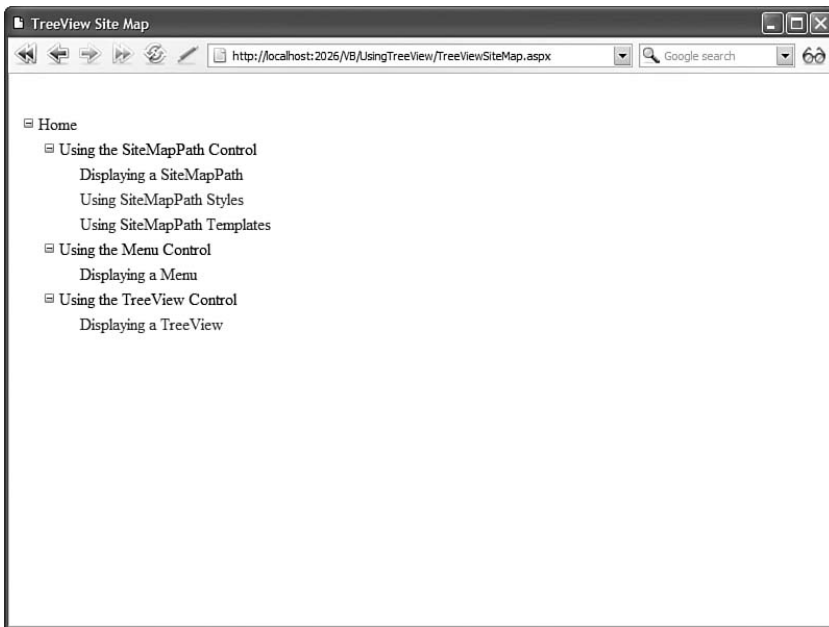 TreeView Site Map
http://localhost:2026/VB/UsingTreeView/TreeViewSiteMap.aspx Google search
Home
Using the SiteMapPath Control
Displaying a SiteMapPath
Using SiteMapPath Styles
Using SiteMapPath Templates
Using the Menu Control
Displaying a Menu
Using the TreeView Control
Displaying a TreeView